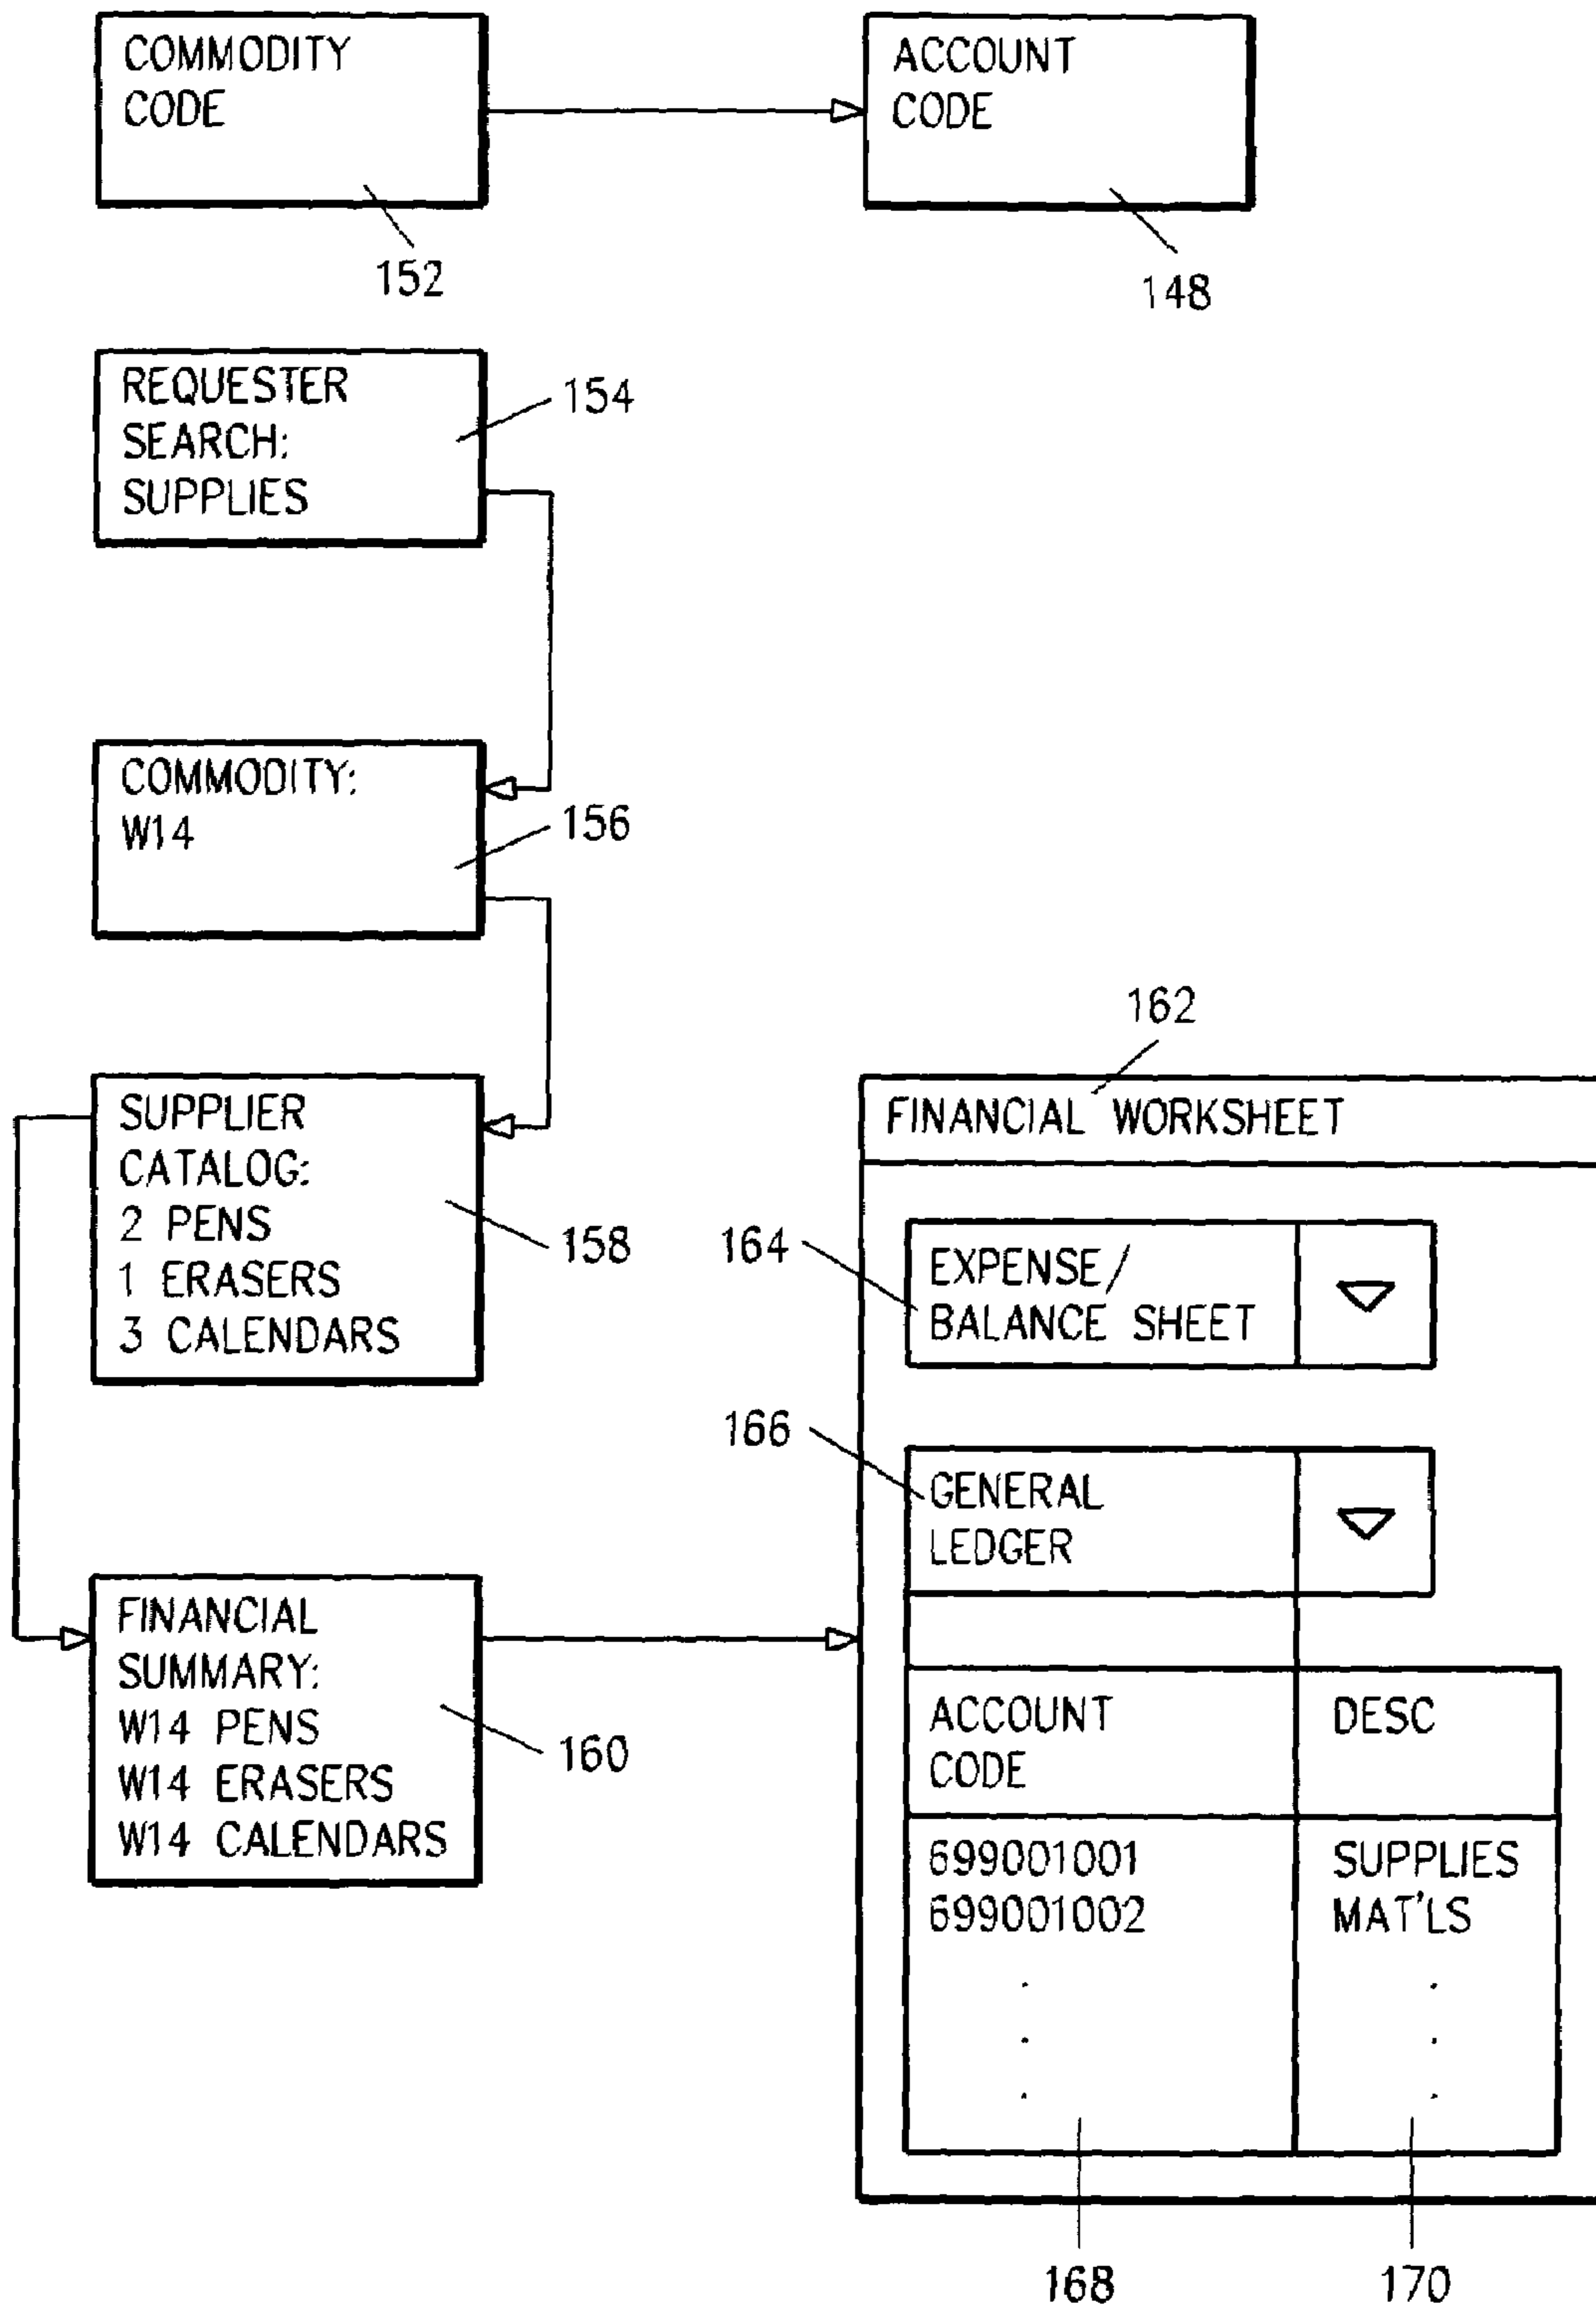 COMMODITY
CODE
152
ACCOUNT
CODE
148
REQUESTER
SEARCH:
SUPPLIES
154
COMMODITY:
W14
156
SUPPLIER
CATALOG:
2 PENS
1 ERASERS
3 CALENDARS
158
FINANCIAL
SUMMARY:
W14 PENS
W14 ERASERS
W14 CALENDARS
160
162
FINANCIAL WORKSHEET
164
EXPENSE/
BALANCE SHEET
166
GENERAL
LEDGER
ACCOUNT
CODE
DESC
699001001
SUPPLIES
699001002
MAT'LS
168
170